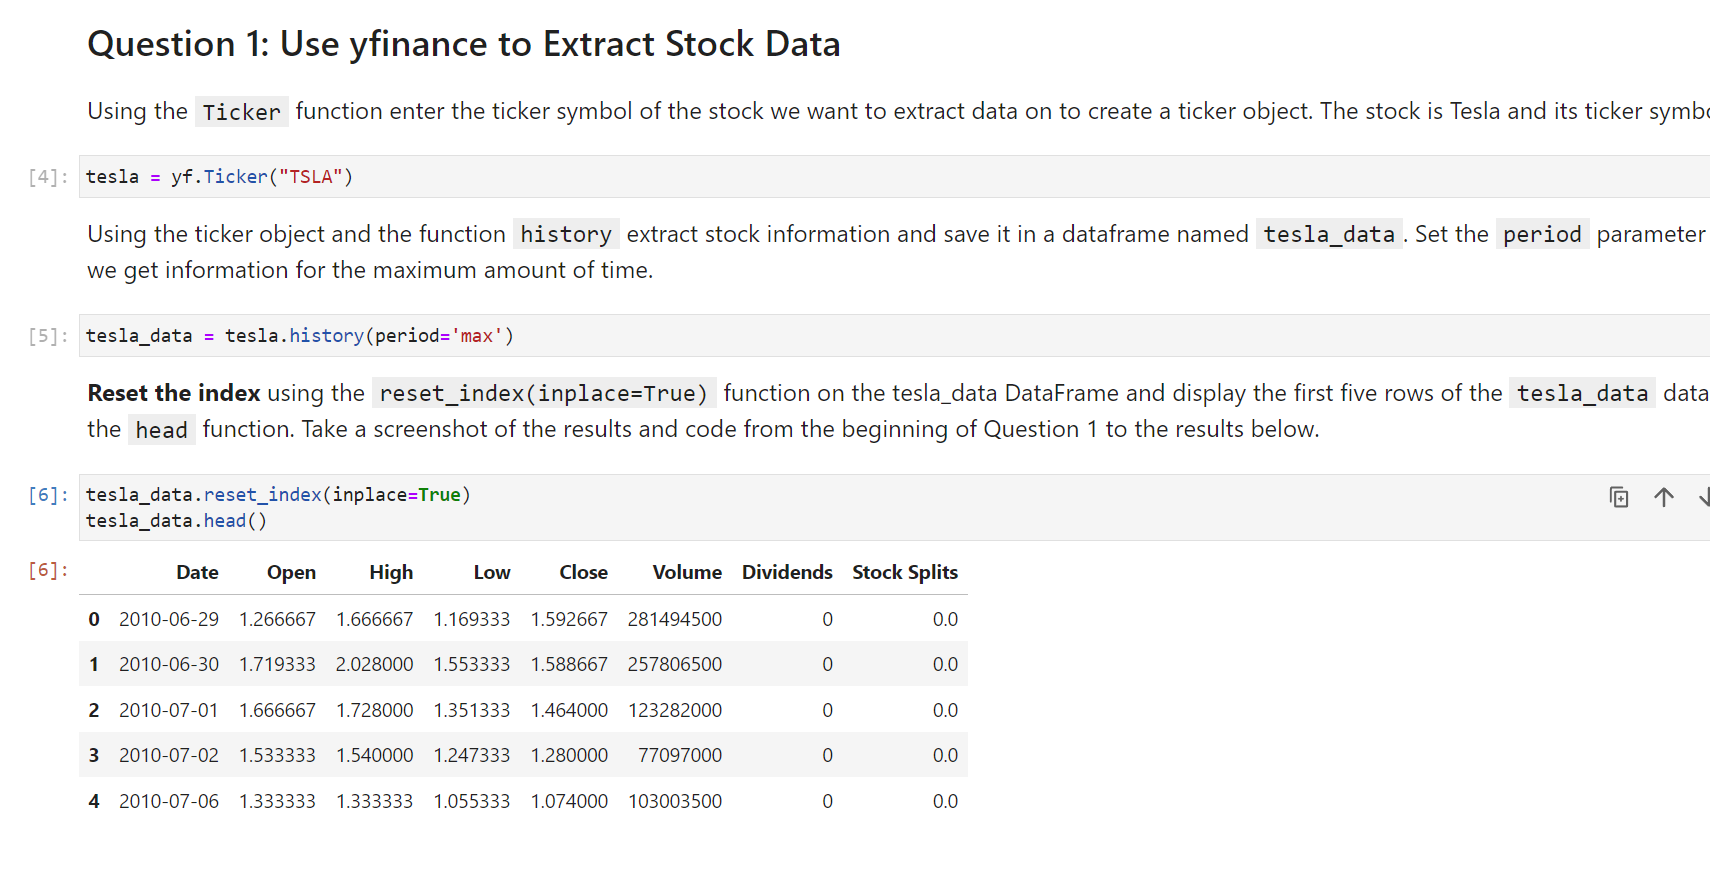 Question 1: Use yfinance to Extract Stock Data
Using the Ticker function enter the ticker symbol of the stock we want to extract data on to create a ticker object. The stock is Tesla and its ticker
[4]: tesla = yf.Ticker("TSLA")
Using the ticker object and the function history extract stock information and save it in a dataframe named tesla_data. Set the period parameter
we get information for the maximum amount of time.
[5]: tesla_data = tesla.history(period='max')
Reset the index using the reset_index(inplace=True) function on the tesla_data DataFrame and display the first five rows of the tesla_data data
the head function. Take a screenshot of the results and code from the beginning of Question 1 to the results below.
[6]: tesla_data.reset_index(inplace=True)
tesla_data.head()
[6]: Date Open High Low Close Volume Dividends Stock Splits
0 2010-06-29 1.266667 1.666667 1.169333 1.592667 281494500 0 0.0
1 2010-06-30 1.719333 2.028000 1.553333 1.588667 257806500 0 0.0
2 2010-07-01 1.666667 1.728000 1.351333 1.464000 123282000 0 0.0
3 2010-07-02 1.533333 1.540000 1.247333 1.280000 77097000 0 0.0
4 2010-07-06 1.333333 1.333333 1.055333 1.074000 103003500 0 0.0